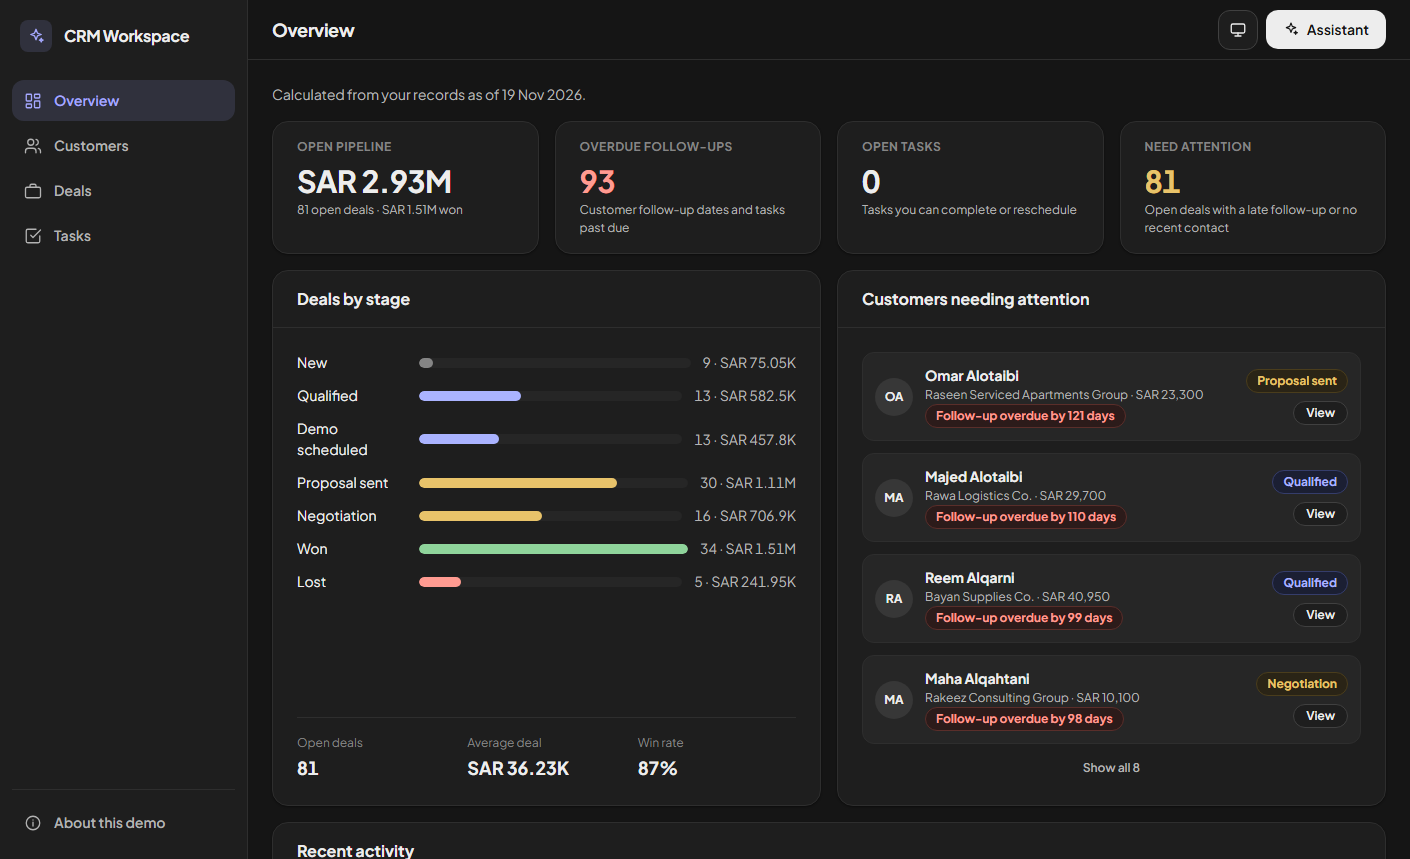 CRM Workspace
Overview
Customers
Deals
Tasks
About this demo
Overview
Assistant
Calculated from your records as of 19 Nov 2026.
OPEN PIPELINE
SAR 2.93M
81 open deals · SAR 1.51M won
OVERDUE FOLLOW-UPS
93
Customer follow-up dates and tasks
past due
OPEN TASKS
0
Tasks you can complete or reschedule
NEED ATTENTION
81
Open deals with a late follow-up or no
recent contact
Deals by stage
New
9 · SAR 75.05K
Qualified
13 · SAR 582.5K
Demo
scheduled
13 · SAR 457.8K
Proposal sent
30 · SAR 1.11M
Negotiation
16 · SAR 706.9K
Won
34 · SAR 1.51M
Lost
5 · SAR 241.95K
Open deals
81
Average deal
SAR 36.23K
Win rate
87%
Customers needing attention
OA
Omar Alotaibi
Raseen Serviced Apartments Group · SAR 23,300
Follow-up overdue by 121 days
Proposal sent
View
MA
Majed Alotaibi
Rawa Logistics Co. · SAR 29,700
Follow-up overdue by 110 days
Qualified
View
RA
Reem Alqarni
Bayan Supplies Co. · SAR 40,950
Follow-up overdue by 99 days
Qualified
View
MA
Maha Alqahtani
Rakeez Consulting Group · SAR 10,100
Follow-up overdue by 98 days
Negotiation
View
Show all 8
Recent activity